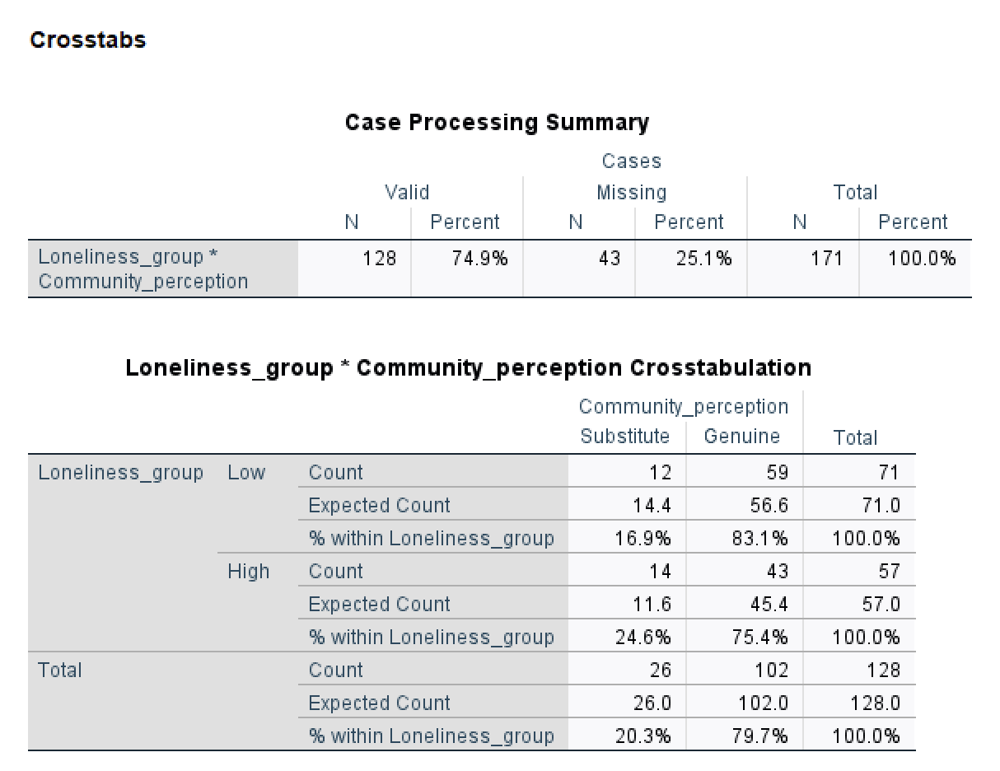 Crosstabs
Case Processing Summary
Cases
Valid Missing Total
N Percent N Percent N Percent
Loneliness_group * 128 74.9% 43 25.1% 171 100.0%
Community_perception
Loneliness_group * Community_perception Crosstabulation
Community_perception
Substitute Genuine Total
Loneliness_group Low Count 12 59 71
Expected Count 14.4 56.6 71.0
% within Loneliness_group 16.9% 83.1% 100.0%
High Count 14 43 57
Expected Count 11.6 45.4 57.0
% within Loneliness_group 24.6% 75.4% 100.0%
Total Count 26 102 128
Expected Count 26.0 102.0 128.0
% within Loneliness_group 20.3% 79.7% 100.0%